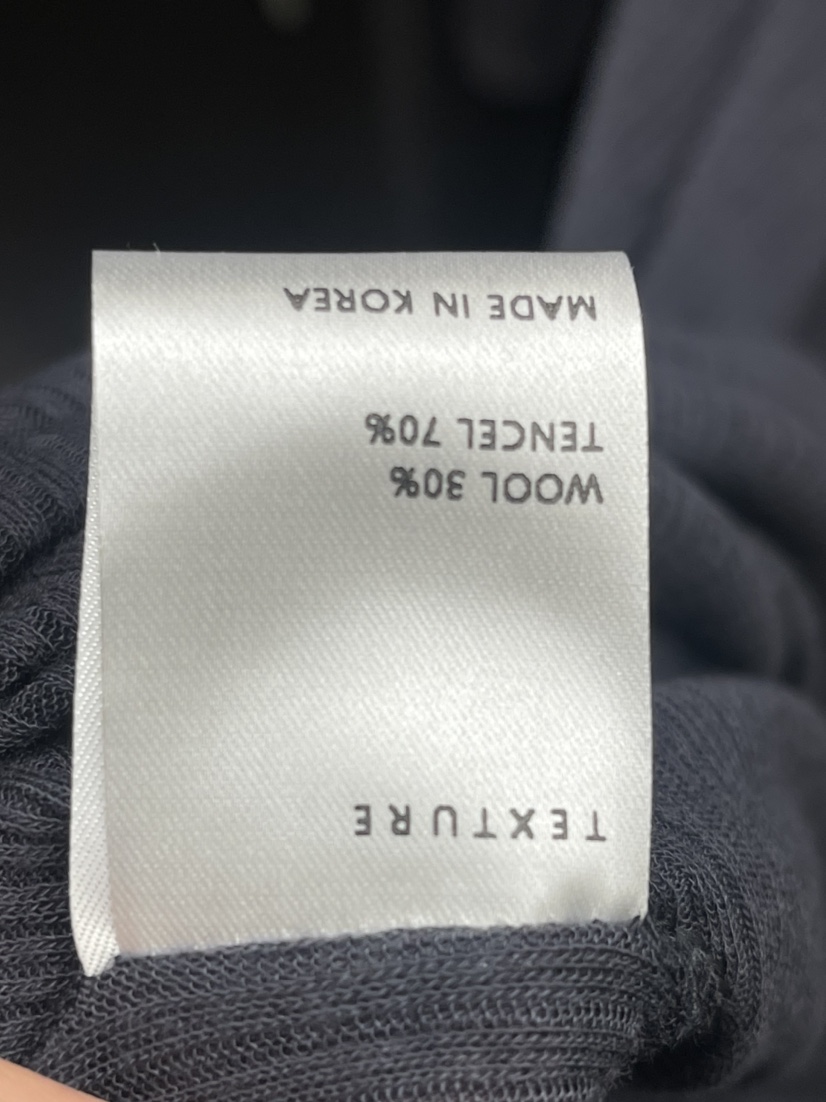 TEXTURE
WOOL 30%
TENCEL 70%
MADE IN KOREA